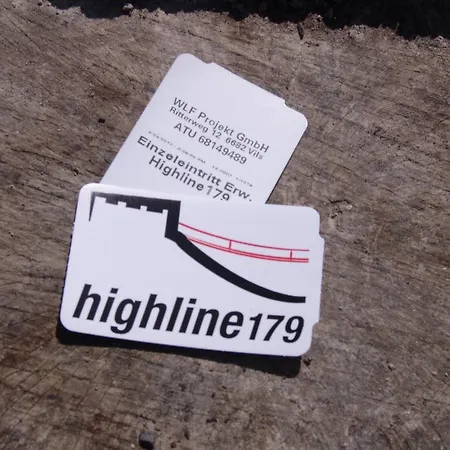 WLF Projekt GmbH
Ritterweg 12 6682 Vils
ATU 68149489
Einzeleintritt Erw.
Highline179
highline179